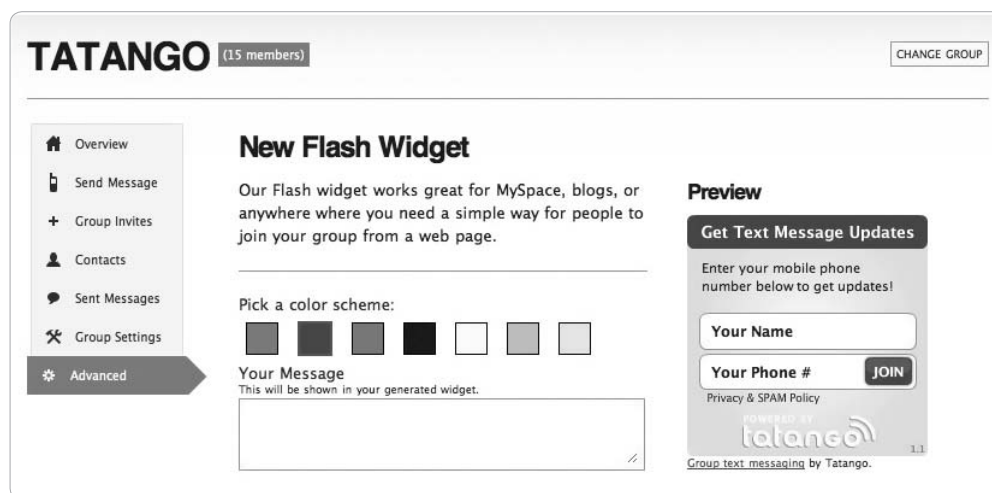 TATANGO (15 members)
CHANGE GROUP
Overview
Send Message
Group Invites
Contacts
Sent Messages
Group Settings
Advanced
New Flash Widget
Our Flash widget works great for MySpace, blogs, or
anywhere where you need a simple way for people to
join your group from a web page.
Pick a color scheme:
Your Message
This will be shown in your generated widget.
Preview
Get Text Message Updates
Enter your mobile phone
number below to get updates!
Your Name
Your Phone # JOIN
Privacy & SPAM Policy
POWERED BY
tatango
1.1
Group text messaging by Tatango.